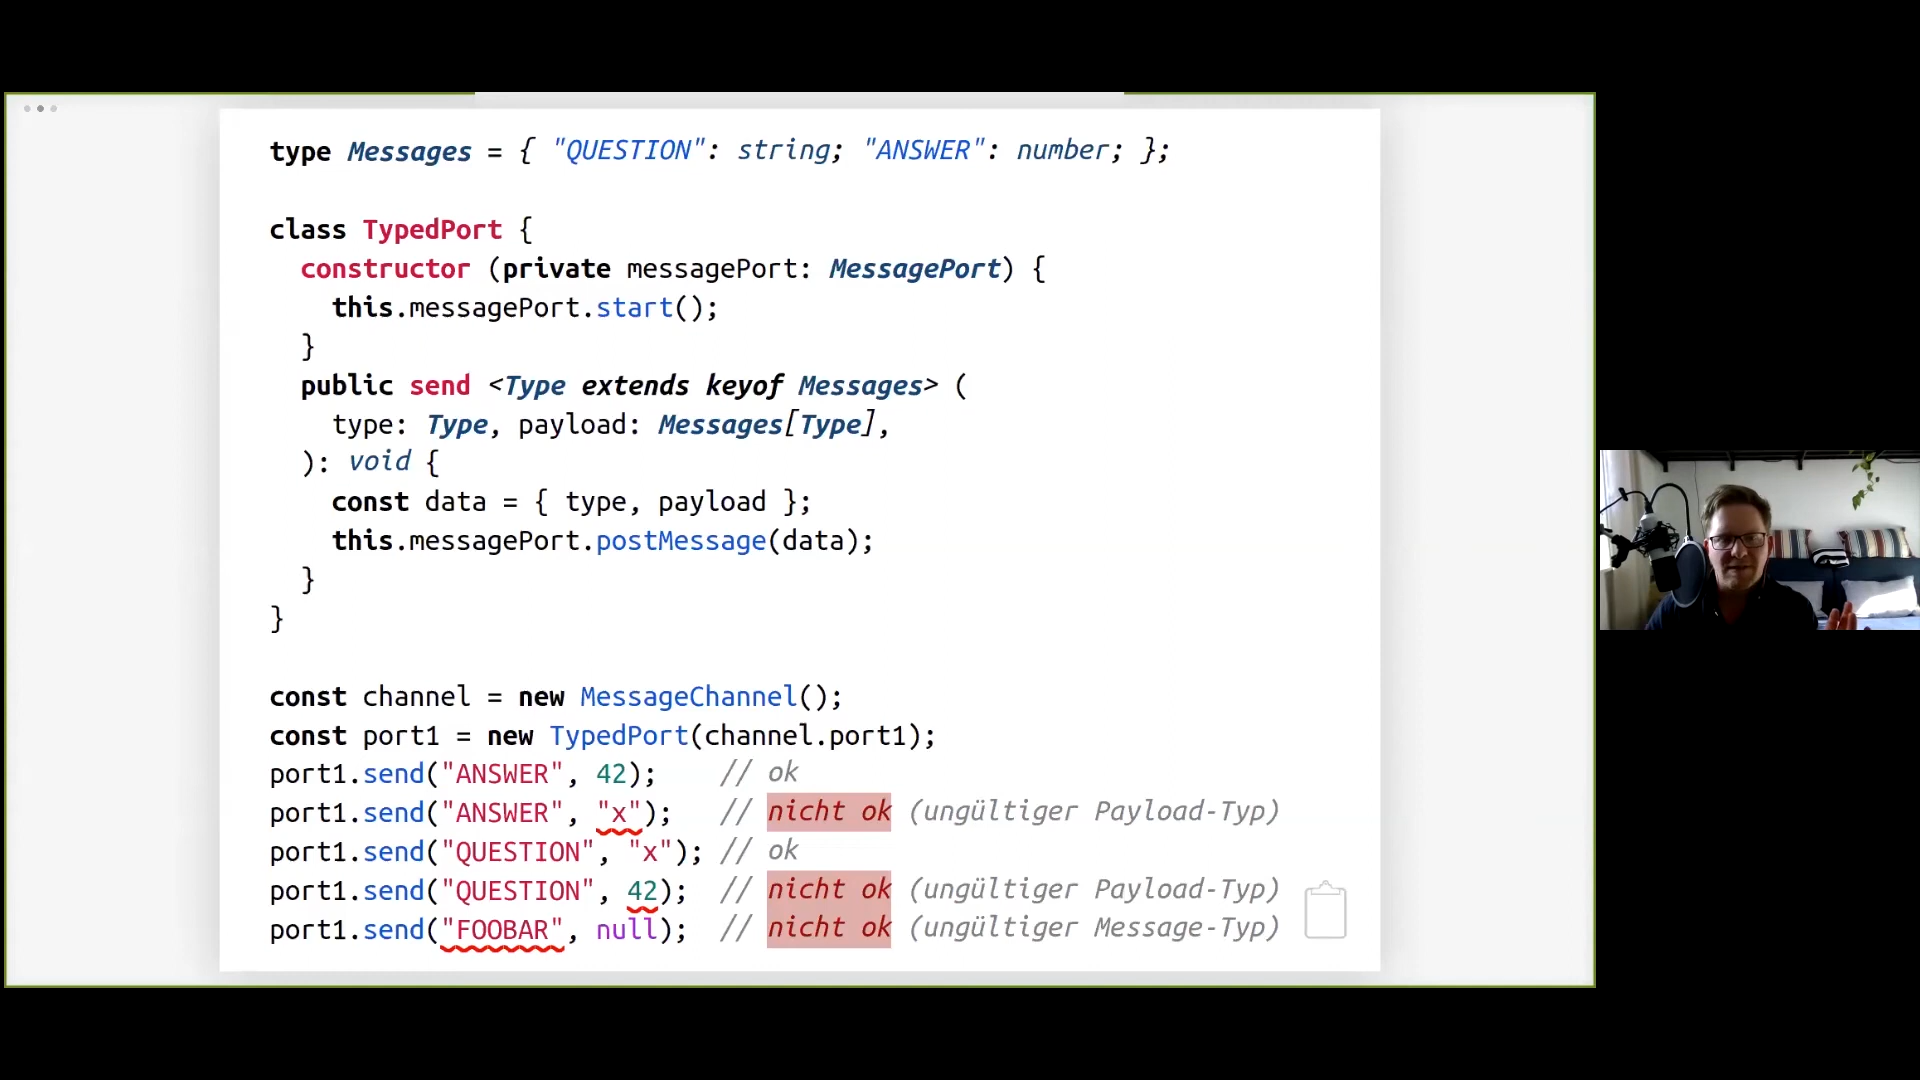 type Messages = { "QUESTION": string; "ANSWER": number; };
class TypedPort {
constructor (private messagePort: MessagePort) {
this.messagePort.start();
}
public send <Type extends keyof Messages> (
type: Type, payload: Messages[Type],
): void {
const data = { type, payload };
this.messagePort.postMessage(data);
}
}
const channel = new MessageChannel();
const port1 = new TypedPort(channel.port1);
port1.send("ANSWER", 42); // ok
port1.send("ANSWER", "x"); // nicht ok (ungültiger Payload-Typ)
port1.send("QUESTION", "x"); // ok
port1.send("QUESTION", 42); // nicht ok (ungültiger Payload-Typ)
port1.send("FOOBAR", null); // nicht ok (ungültiger Message-Typ)